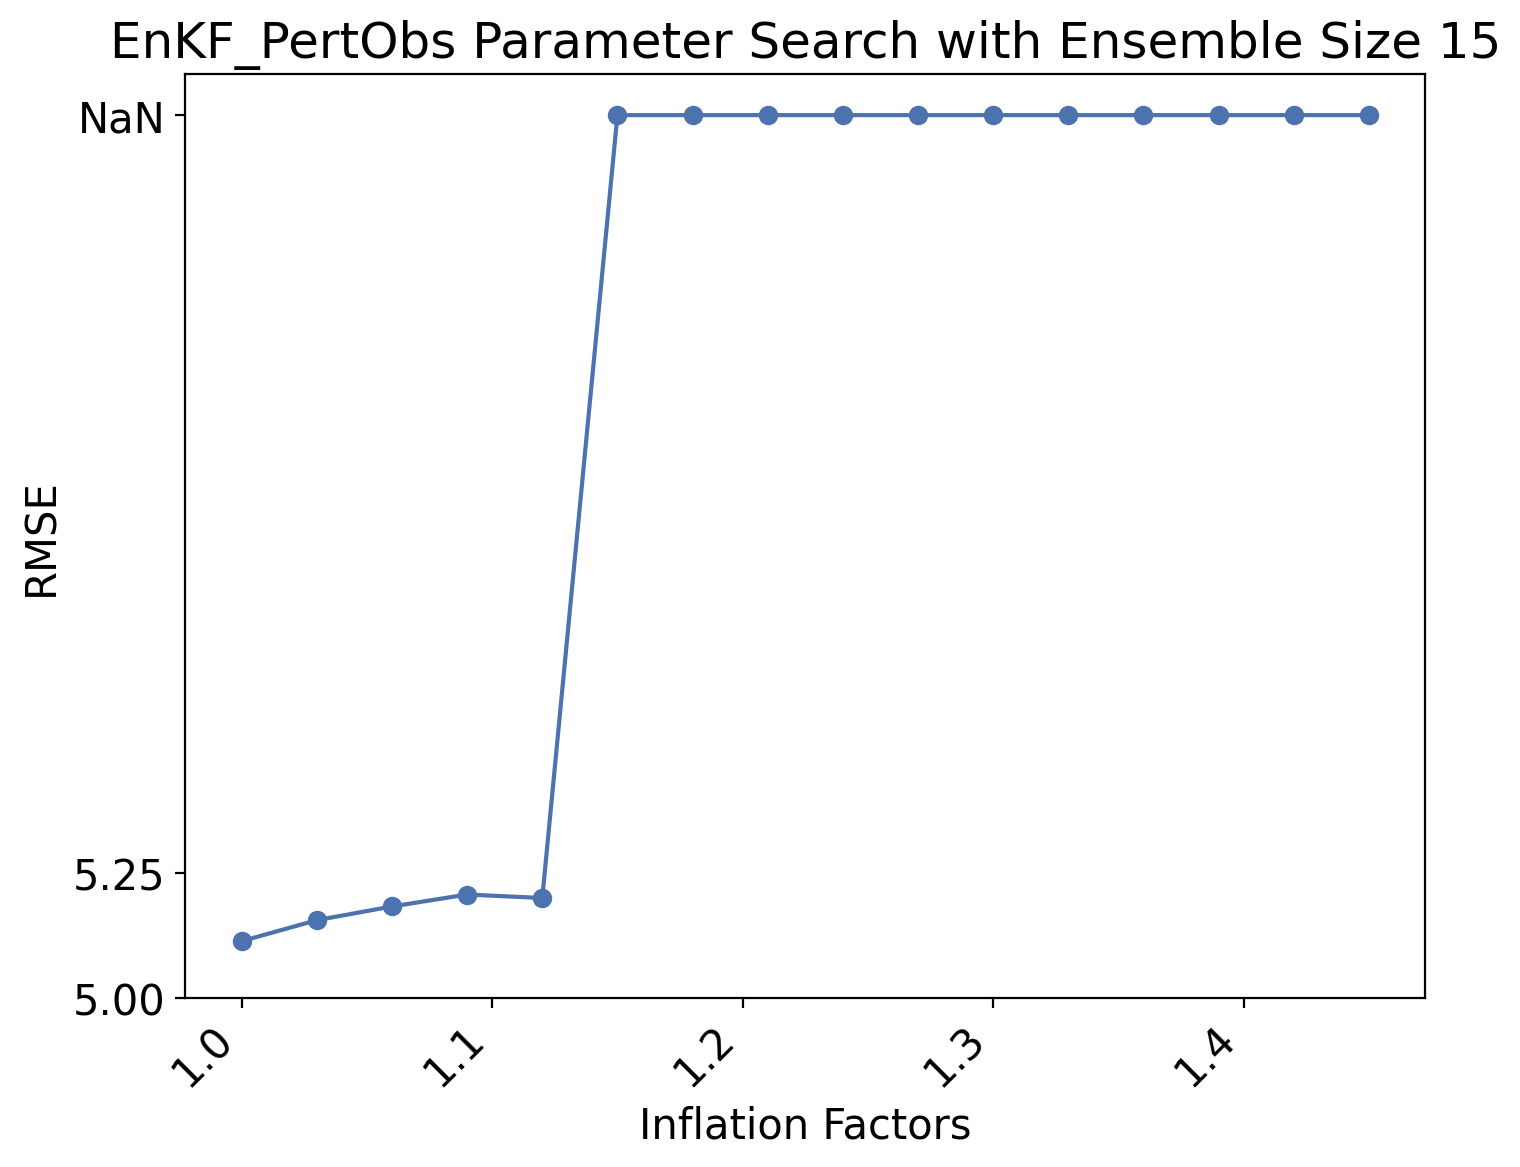 EnKF_PertObs Parameter Search with Ensemble Size 15
NaN
5.25
5.00
RMSE
1.0
1.1
1.2
1.3
1.4
Inflation Factors